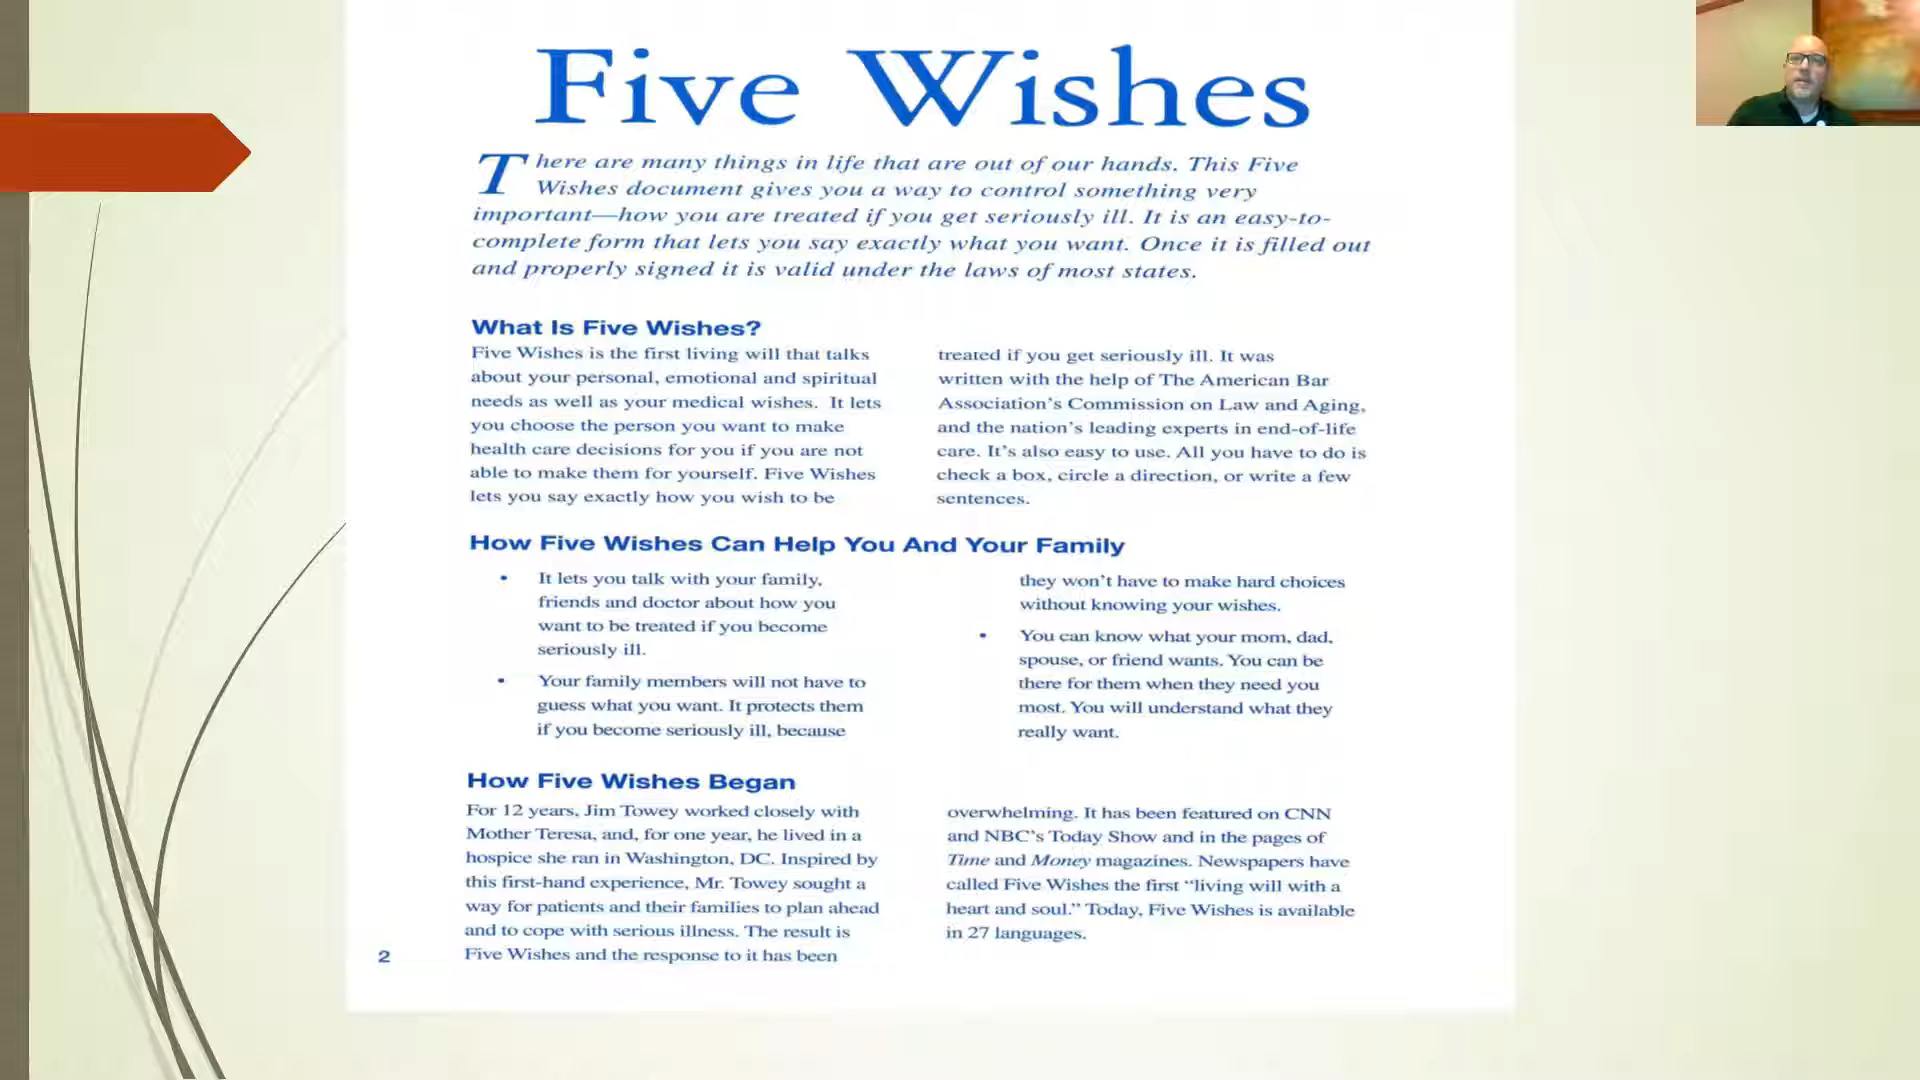 Five Wishes
There are many things in life that are out of our hands. This Five
Wishes document gives you a way to control something very
important—how you are treated if you get seriously ill. It is an easy-to-
complete form that lets you say exactly what you want. Once it is filled out
and properly signed it is valid under the laws of most states.
What Is Five Wishes?
Five Wishes is the first living will that talks
about your personal, emotional and spiritual
needs as well as your medical wishes. It lets
you choose the person you want to make
health care decisions for you if you are not
able to make them for yourself. Five Wishes
lets you say exactly how you wish to be
treated if you get seriously ill. It was
written with the help of The American Bar
Association's Commission on Law and Aging,
and the nation's leading experts in end-of-life
care. It's also easy to use. All you have to do is
check a box, circle a direction, or write a few
sentences.
How Five Wishes Can Help You And Your Family
• It lets you talk with your family,
friends and doctor about how you
want to be treated if you become
seriously ill.
• Your family members will not have to
guess what you want. It protects them
if you become seriously ill, because
they won't have to make hard choices
without knowing your wishes.
• You can know what your mom, dad,
spouse, or friend wants. You can be
there for them when they need you
most. You will understand what they
really want.
How Five Wishes Began
For 12 years, Jim Towey worked closely with
Mother Teresa, and, for one year, he lived in a
hospice she ran in Washington, DC. Inspired by
this first-hand experience, Mr. Towey sought a
way for patients and their families to plan ahead
and to cope with serious illness. The result is
Five Wishes and the response to it has been
overwhelming. It has been featured on CNN
and NBC's Today Show and in the pages of
Time and Money magazines. Newspapers have
called Five Wishes the first "living will with a
heart and soul." Today, Five Wishes is available
in 27 languages.
2